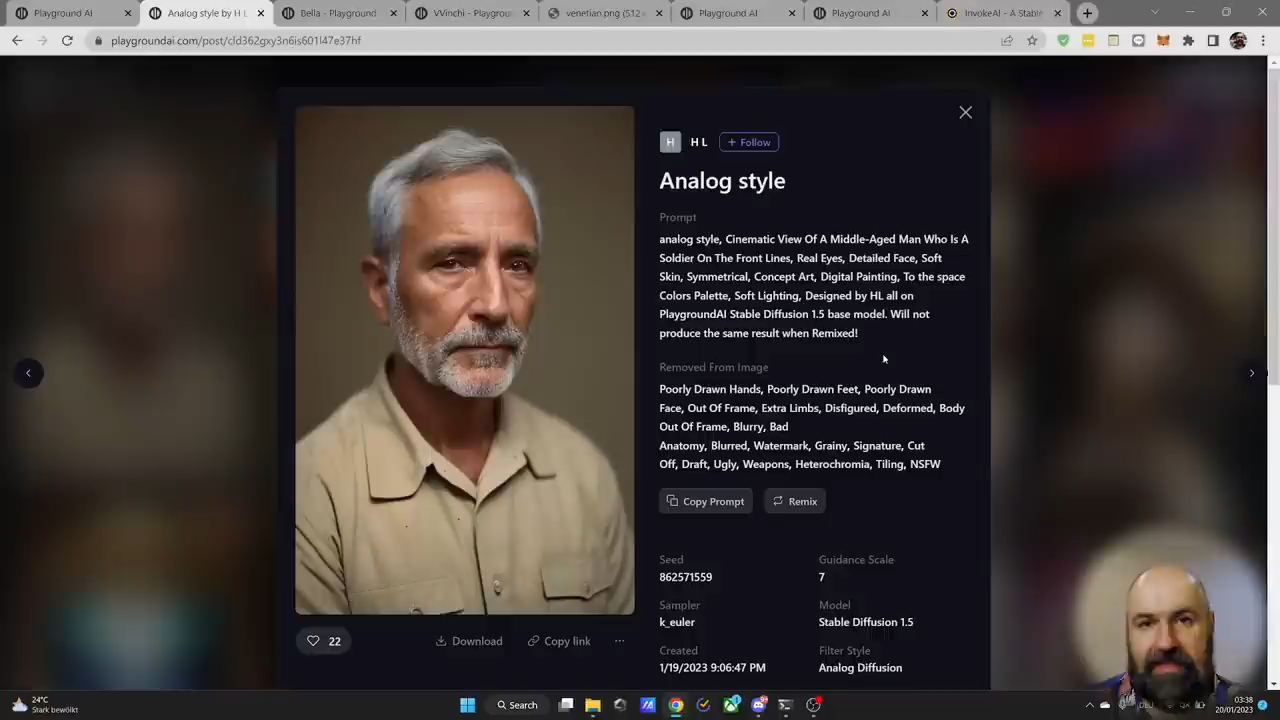 Playground AI
Analog style by H L
Bella - Playground
VVinchi - Playgroun
venetian.png (532×
Playground AI
Playground AI
InvokeAI - A Stable
playgroundai.com/post/cld362gxy3n6is601l47e37hf
H
H L
+ Follow
Analog style
Prompt
analog style, Cinematic View Of A Middle-Aged Man Who Is A
Soldier On The Front Lines, Real Eyes, Detailed Face, Soft
Skin, Symmetrical, Concept Art, Digital Painting, To the space
Colors Palette, Soft Lighting, Designed by HL all on
PlaygroundAI Stable Diffusion 1.5 base model. Will not
produce the same result when Remixed!
Removed From Image
Poorly Drawn Hands, Poorly Drawn Feet, Poorly Drawn
Face, Out Of Frame, Extra Limbs, Disfigured, Deformed, Body
Out Of Frame, Blurry, Bad
Anatomy, Blurred, Watermark, Grainy, Signature, Cut
Off, Draft, Ugly, Weapons, Heterochromia, Tiling, NSFW
Copy Prompt
Remix
Seed
Guidance Scale
862571559
7
Sampler
Model
k_euler
Stable Diffusion 1.5
Created
Filter Style
1/19/2023 9:06:47 PM
Analog Diffusion
22
Download
Copy link
24°C
Stark bewölkt
Search
DEU
03:38
20/01/2023